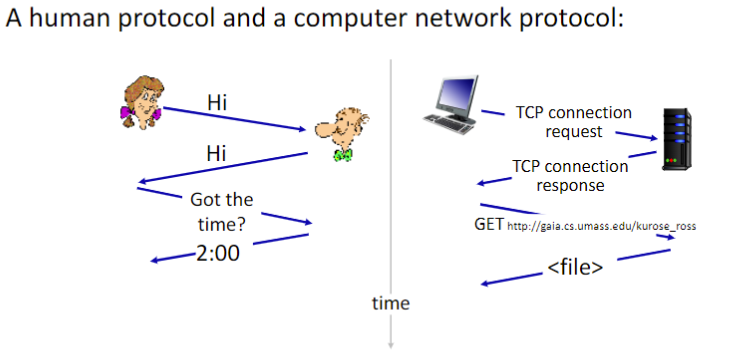 A human protocol and a computer network protocol:
Hi
Hi
Got the
time?
2:00
TCP connection
request
TCP connection
response
GET http://gaia.cs.umass.edu/kurose_ross
<file>
time